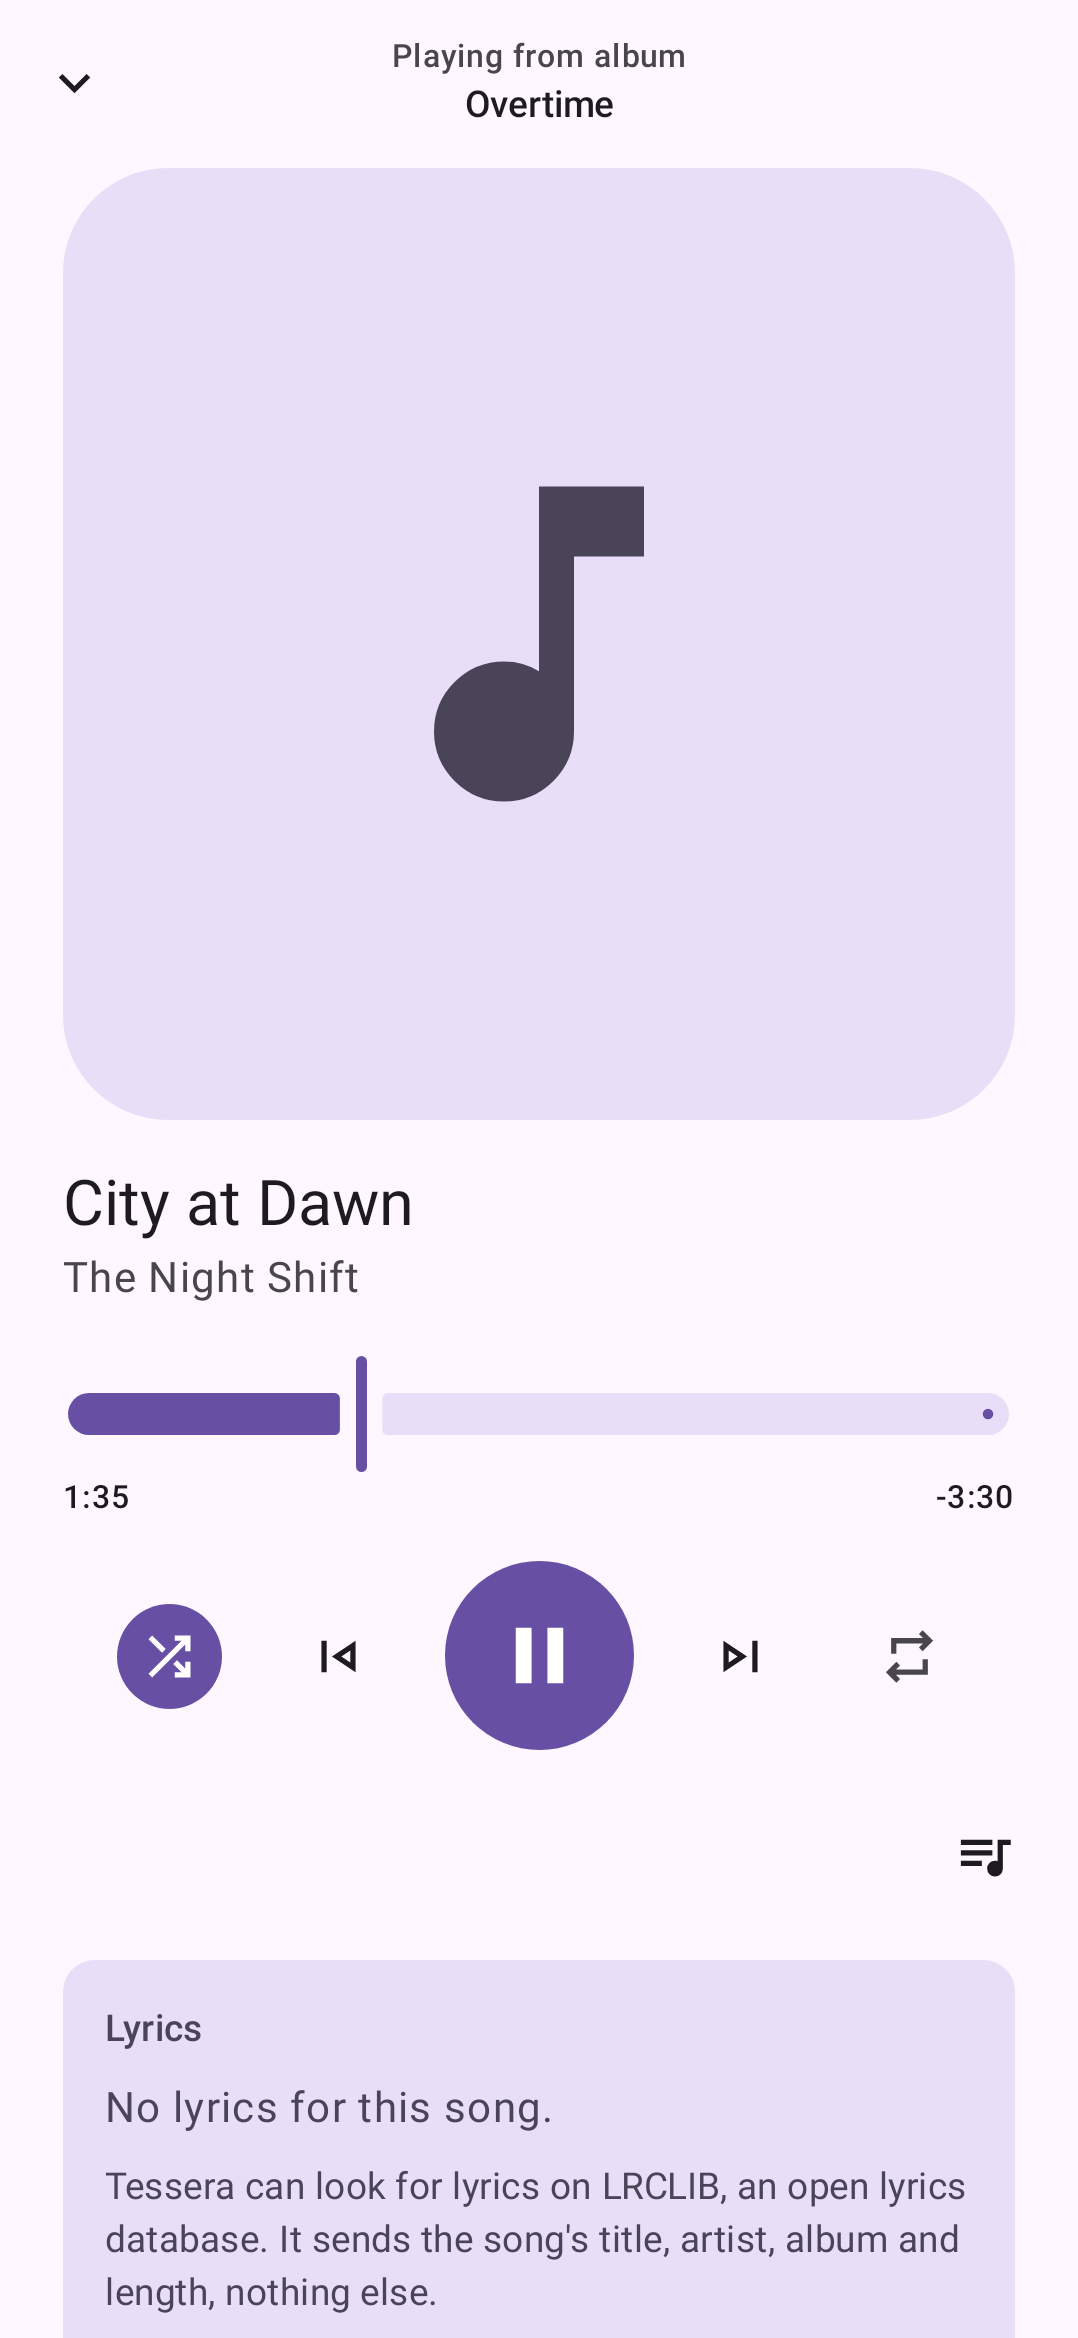 Playing from album
Overtime
City at Dawn
The Night Shift
1:35
-3:30
Lyrics
No lyrics for this song.
Tessera can look for lyrics on LRCLIB, an open lyrics
database. It sends the song's title, artist, album and
length, nothing else.